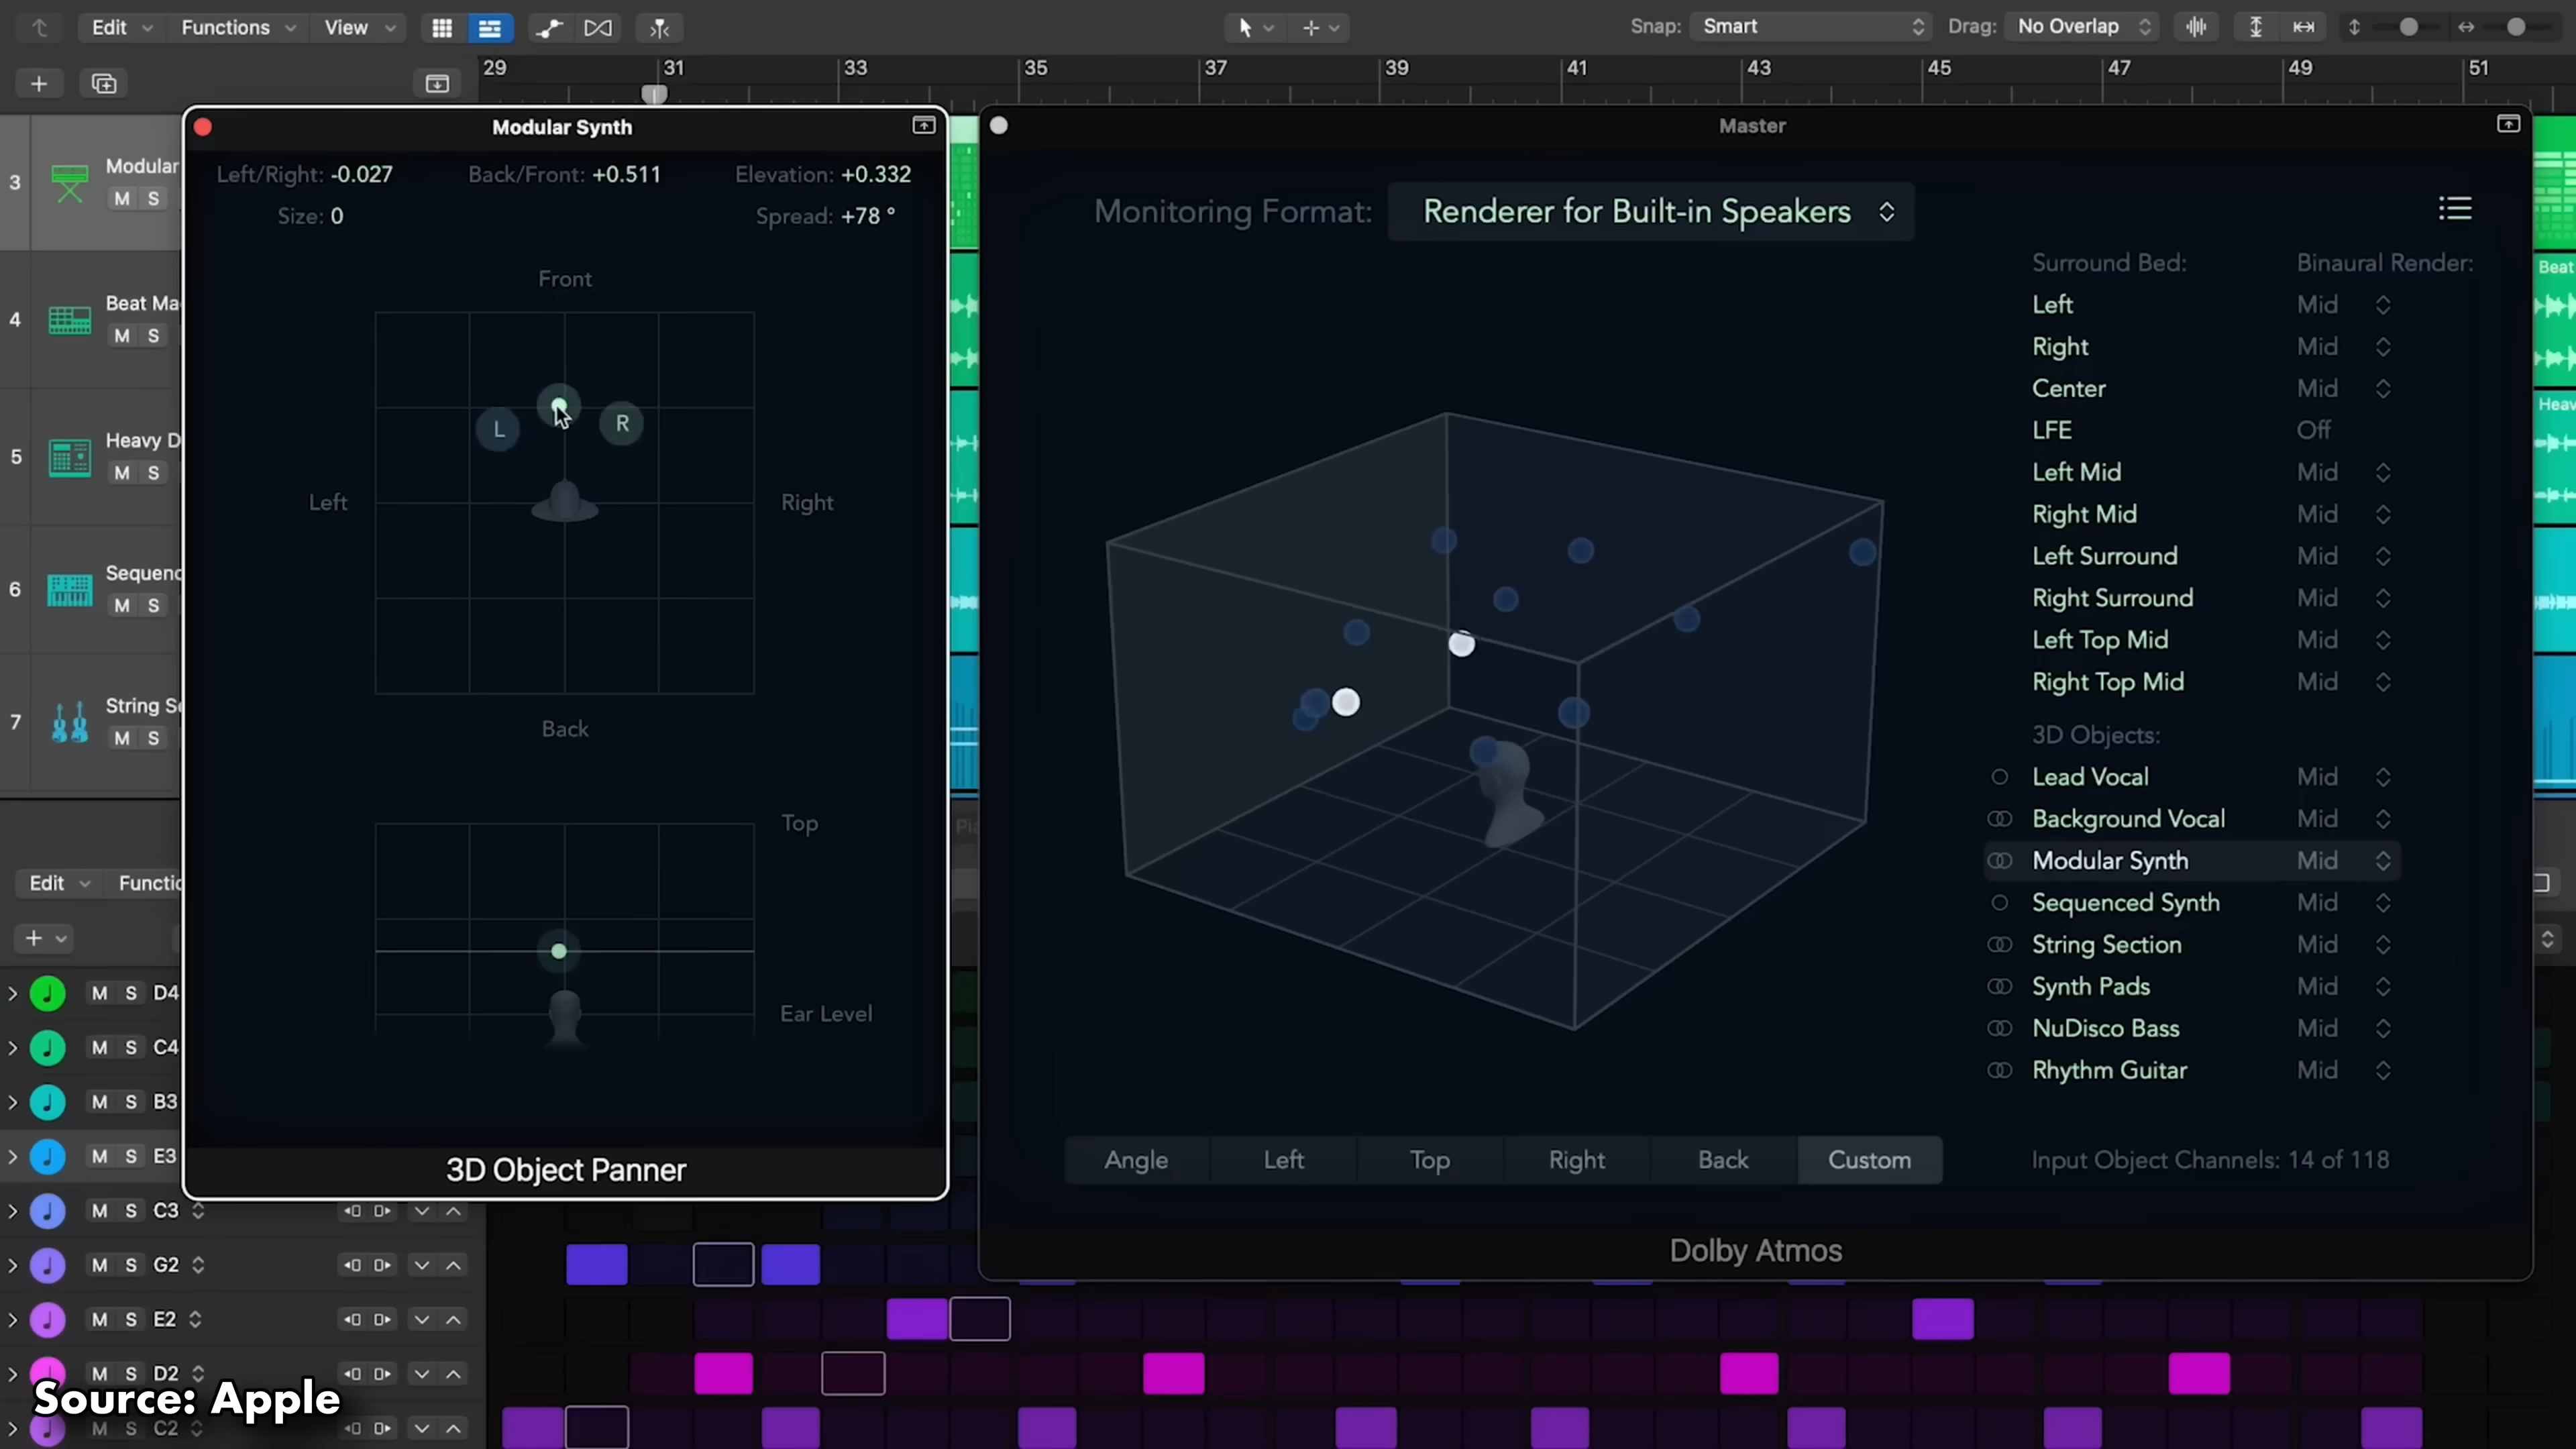 Edit Functions View Snap: Smart Drag: No Overlap
29 31 33 35 37 39 41 43 45 47 49 51
3 Modular
M S
4 Beat Ma
M S
5 Heavy D
M S
6 Sequenc
M S
7 String Se
M S
Beat
Heav
Modular Synth
Left/Right: -0.027 Back/Front: +0.511 Elevation: +0.332
Size: 0 Spread: +78 °
Front
L R
Left Right
Back
Top
Ear Level
3D Object Panner
Master
Monitoring Format: Renderer for Built-in Speakers
Surround Bed: Binaural Render:
Left Mid
Right Mid
Center Mid
LFE Off
Left Mid Mid
Right Mid Mid
Left Surround Mid
Right Surround Mid
Left Top Mid Mid
Right Top Mid Mid
3D Objects:
Lead Vocal Mid
Background Vocal Mid
Modular Synth Mid
Sequenced Synth Mid
String Section Mid
Synth Pads Mid
NuDisco Bass Mid
Rhythm Guitar Mid
Angle Left Top Right Back Custom
Input Object Channels: 14 of 118
Dolby Atmos
Edit Functio
M S D4
M S C4
M S B3
M S E3
M S C3
M S G2
M S E2
M S D2
M S C2
Source: Apple